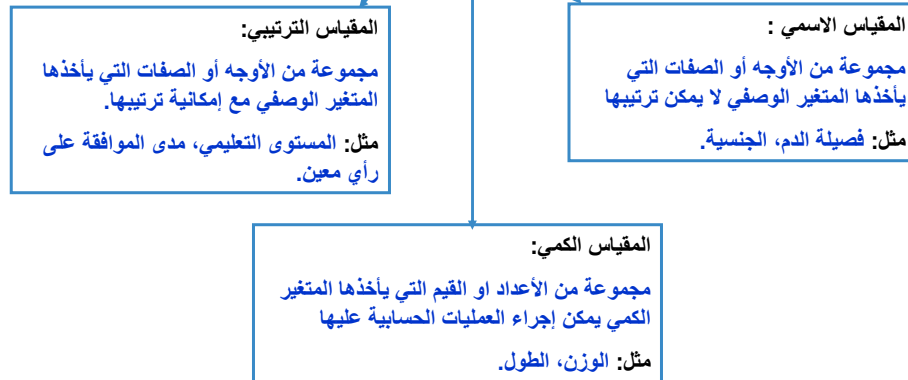 المقياس الاسمي :
مجموعة من الأوجه أو الصفات التي
يأخذها المتغير الوصفي لا يمكن ترتيبها
مثل: فصيلة الدم، الجنسية.
المقياس الترتيبي:
مجموعة من الأوجه أو الصفات التي يأخذها
المتغير الوصفي مع إمكانية ترتيبها.
مثل: المستوى التعليمي، مدى الموافقة على
رأي معين.
المقياس الكمي:
مجموعة من الأعداد او القيم التي يأخذها المتغير
الكمي يمكن إجراء العمليات الحسابية عليها
مثل: الوزن، الطول.